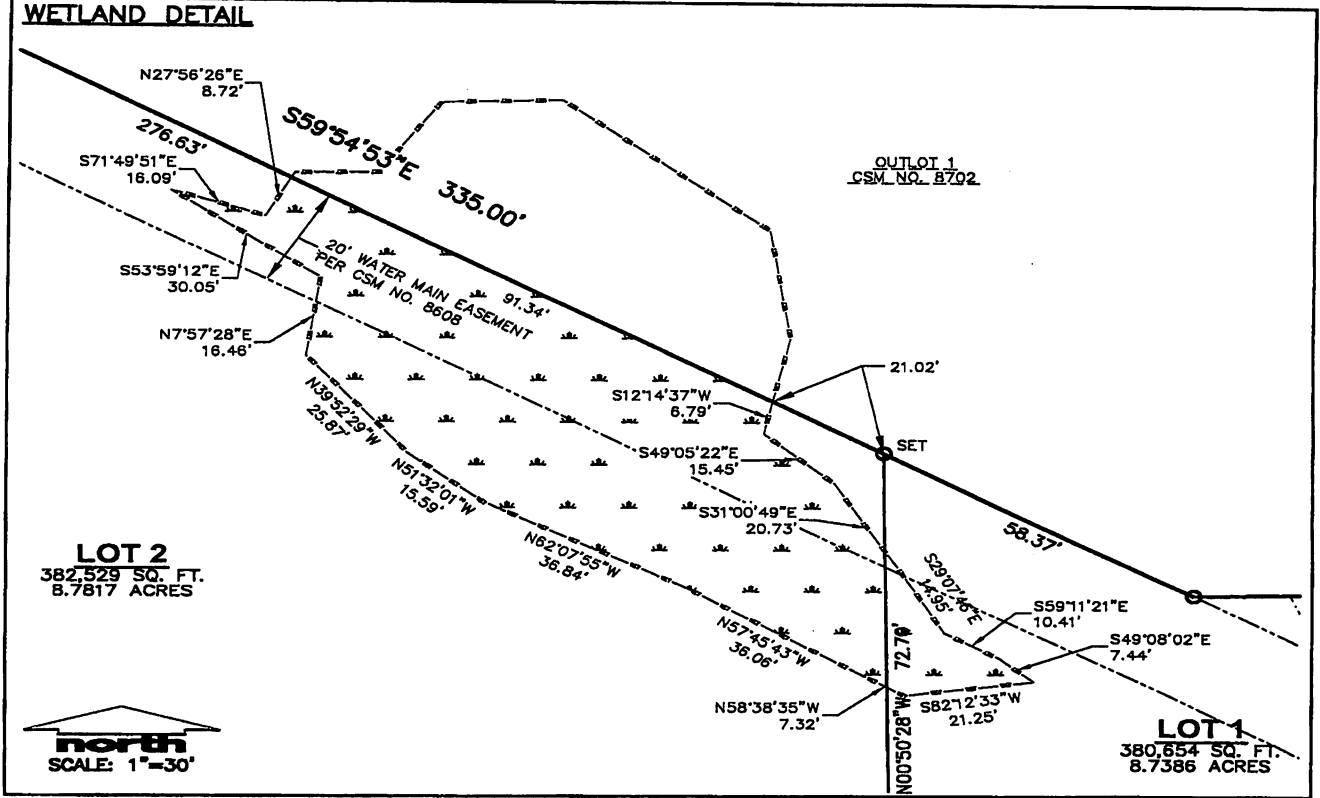 WETLAND DETAIL
N27°56'26"E
8.72'
276.63'
S59°54'53"E 335.00'
S71°49'51"E
16.09'
OUTLOT 1
CSM NO. 8702
20' WATER MAIN EASEMENT
PER CSM NO. 8608
91.34'
S53°59'12"E
30.05'
N7°57'28"E
16.46'
21.02'
S12°14'37"W
6.79'
N39°52'29"W
25.87'
SET
S49°05'22"E
15.45'
N51°32'01"W
15.59'
S31°00'49"E
20.73'
58.37'
N62°07'55"W
36.84'
LOT 2
382,529 SQ. FT.
8.7817 ACRES
S29°07'46"E
14.95'
S59°11'21"E
10.41'
S49°08'02"E
7.44'
N57°45'43"W
36.06'
N58°38'35"W
7.32'
S82°12'33"W
21.25'
N00°50'28"W
LOT 1
380,654 SQ. FT.
8.7386 ACRES
north
SCALE: 1"=30'